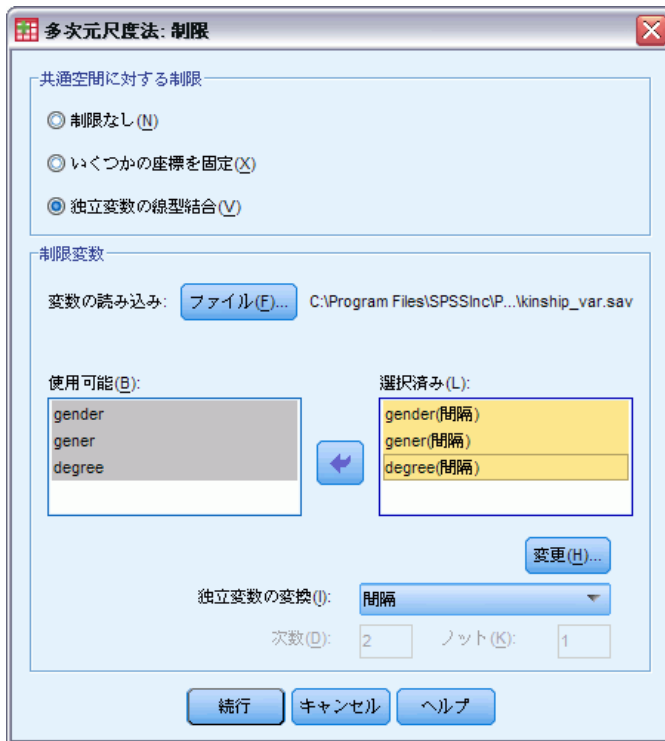 多次元尺度法: 制限
共通空間に対する制限
制限なし(N)
いくつかの座標を固定(X)
独立変数の線型結合(V)
制限変数
変数の読み込み: ファイル(F)... C:\Program Files\SPSSInc\P...\kinship_var.sav
使用可能(B): 選択済み(L):
gender gender(間隔)
gener gener(間隔)
degree degree(間隔)
変更(H)...
独立変数の変換(I): 間隔
次数(D): 2 ノット(K): 1
続行 キャンセル ヘルプ